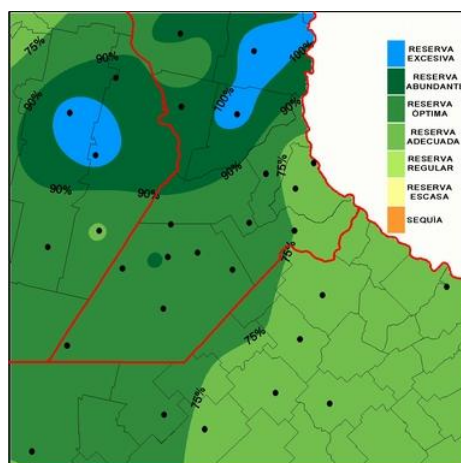 75%
90%
100%
100%
RESERVA
EXCESIVA
RESERVA
ABUNDANTE
RESERVA
ÓPTIMA
RESERVA
ADECUADA
RESERVA
REGULAR
RESERVA
ESCASA
SEQUÍA
90%
90%
75%
90%
90%
90%
75%
75%
75%
75%